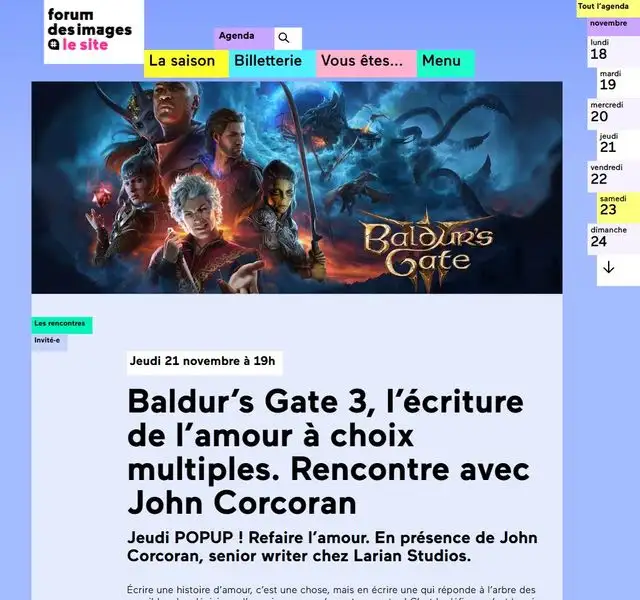 forum
des images
le site
Agenda
La saison
Billetterie
Vous êtes...
Menu
Tout l'agenda
novembre
lundi
18
mardi
19
mercredi
20
jeudi
21
vendredi
22
samedi
23
dimanche
24
BALDUR'S
GATE
III
Les rencontres
Invité·e
Jeudi 21 novembre à 19h
Baldur's Gate 3, l'écriture
de l'amour à choix
multiples. Rencontre avec
John Corcoran
Jeudi POPUP ! Refaire l'amour. En présence de John
Corcoran, senior writer chez Larian Studios.
Écrire une histoire d'amour, c'est une chose, mais en écrire une qui réponde à l'arbre des